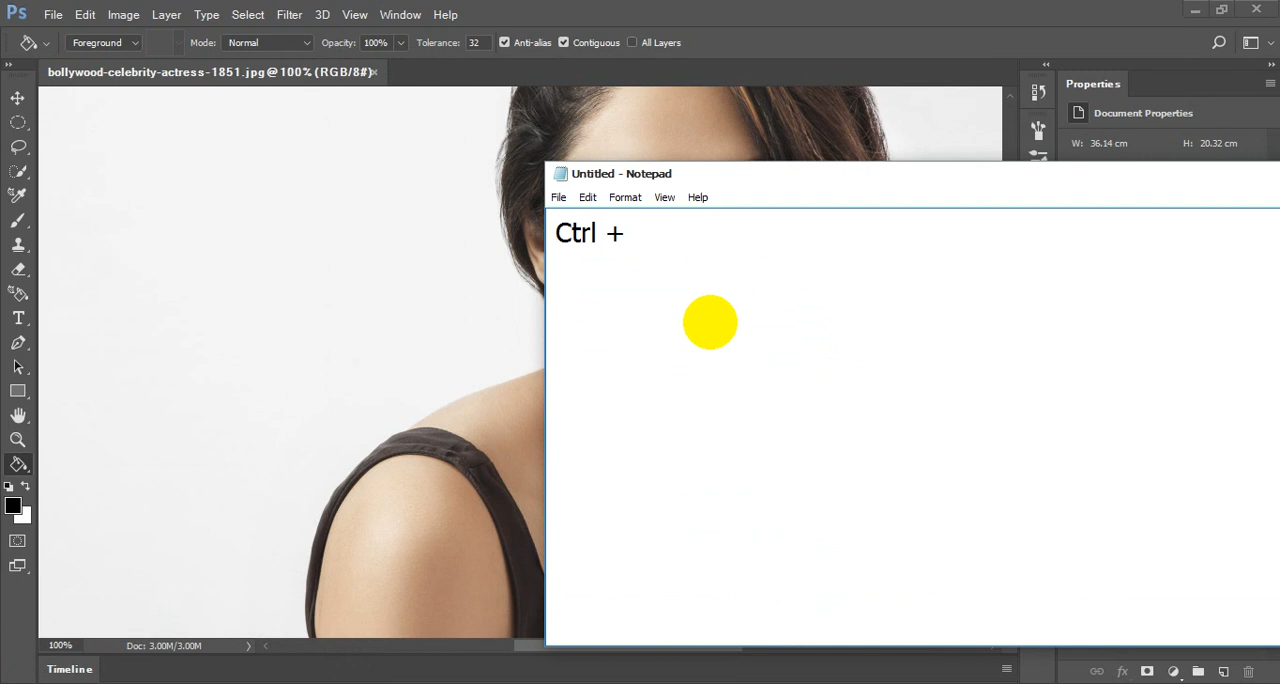 Ps File Edit Image Layer Type Select Filter 3D View Window Help
Foreground Mode: Normal Opacity: 100% Tolerance: 32 Anti-alias Contiguous All Layers
bollywood-celebrity-actress-1851.jpg @ 100% (RGB/8#)
Properties
Document Properties
W: 36.14 cm H: 20.32 cm
Untitled - Notepad
File Edit Format View Help
Ctrl +
T
100% Doc: 3.00M/3.00M
Timeline
fx